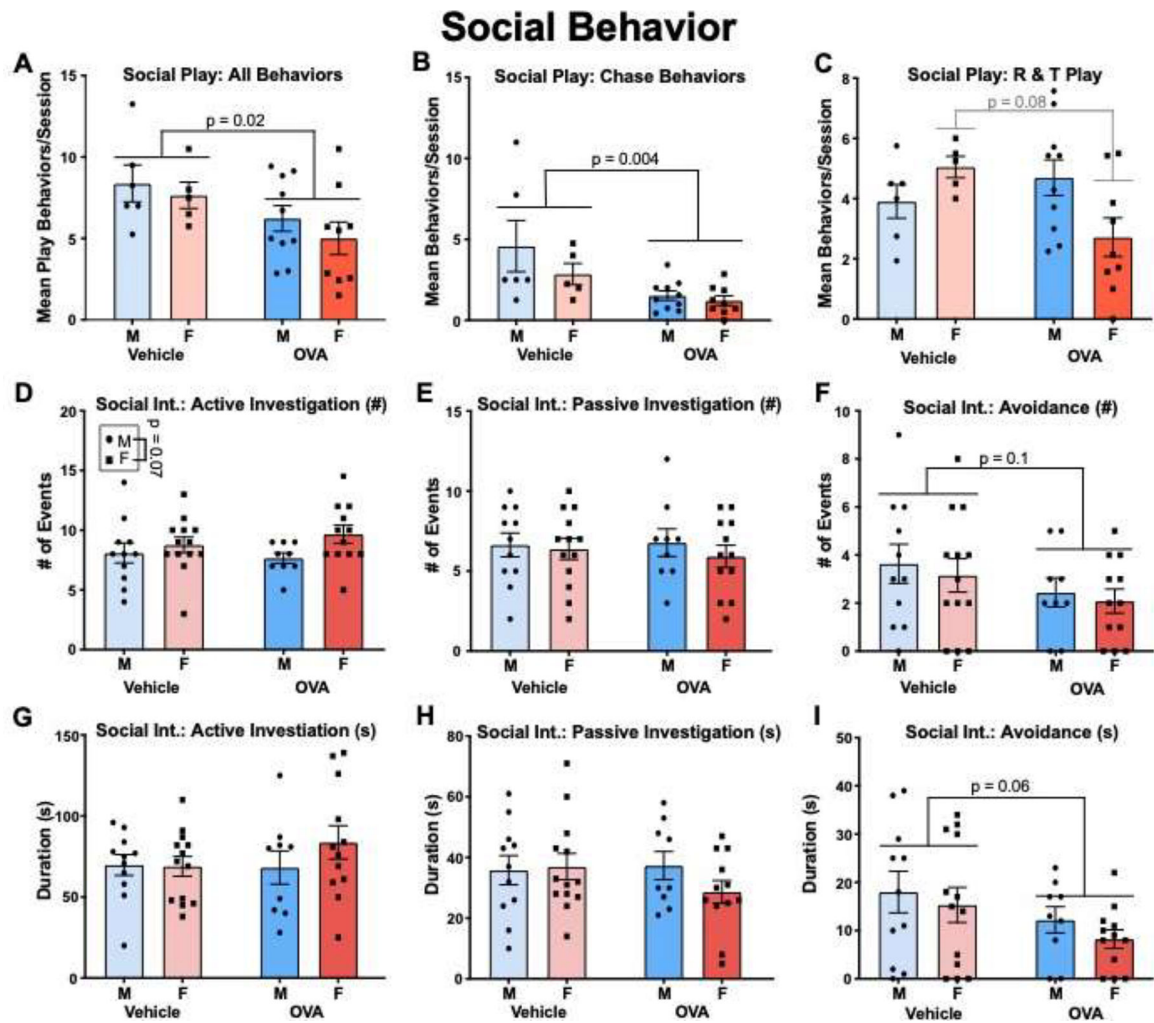 Social Behavior
A
Social Play: All Behaviors
Mean Play Behaviors/Session
15
10
5
0
p = 0.02
M F M F
Vehicle OVA
B
Social Play: Chase Behaviors
Mean Behaviors/Session
15
10
5
0
p = 0.004
M F M F
Vehicle OVA
C
Social Play: R & T Play
Mean Behaviors/Session
8
6
4
2
0
p = 0.08
M F M F
Vehicle OVA
D
Social Int.: Active Investigation (#)
# of Events
20
15
10
5
0
M
F
p = 0.07
M F M F
Vehicle OVA
E
Social Int.: Passive Investigation (#)
# of Events
15
10
5
0
M F M F
Vehicle OVA
F
Social Int.: Avoidance (#)
# of Events
10
8
6
4
2
0
p = 0.1
M F M F
Vehicle OVA
G
Social Int.: Active Investiation (s)
Duration (s)
150
100
50
0
M F M F
Vehicle OVA
H
Social Int.: Passive Investigation (s)
Duration (s)
80
60
40
20
0
M F M F
Vehicle OVA
I
Social Int.: Avoidance (s)
Duration (s)
50
40
30
20
10
0
p = 0.06
M F M F
Vehicle OVA